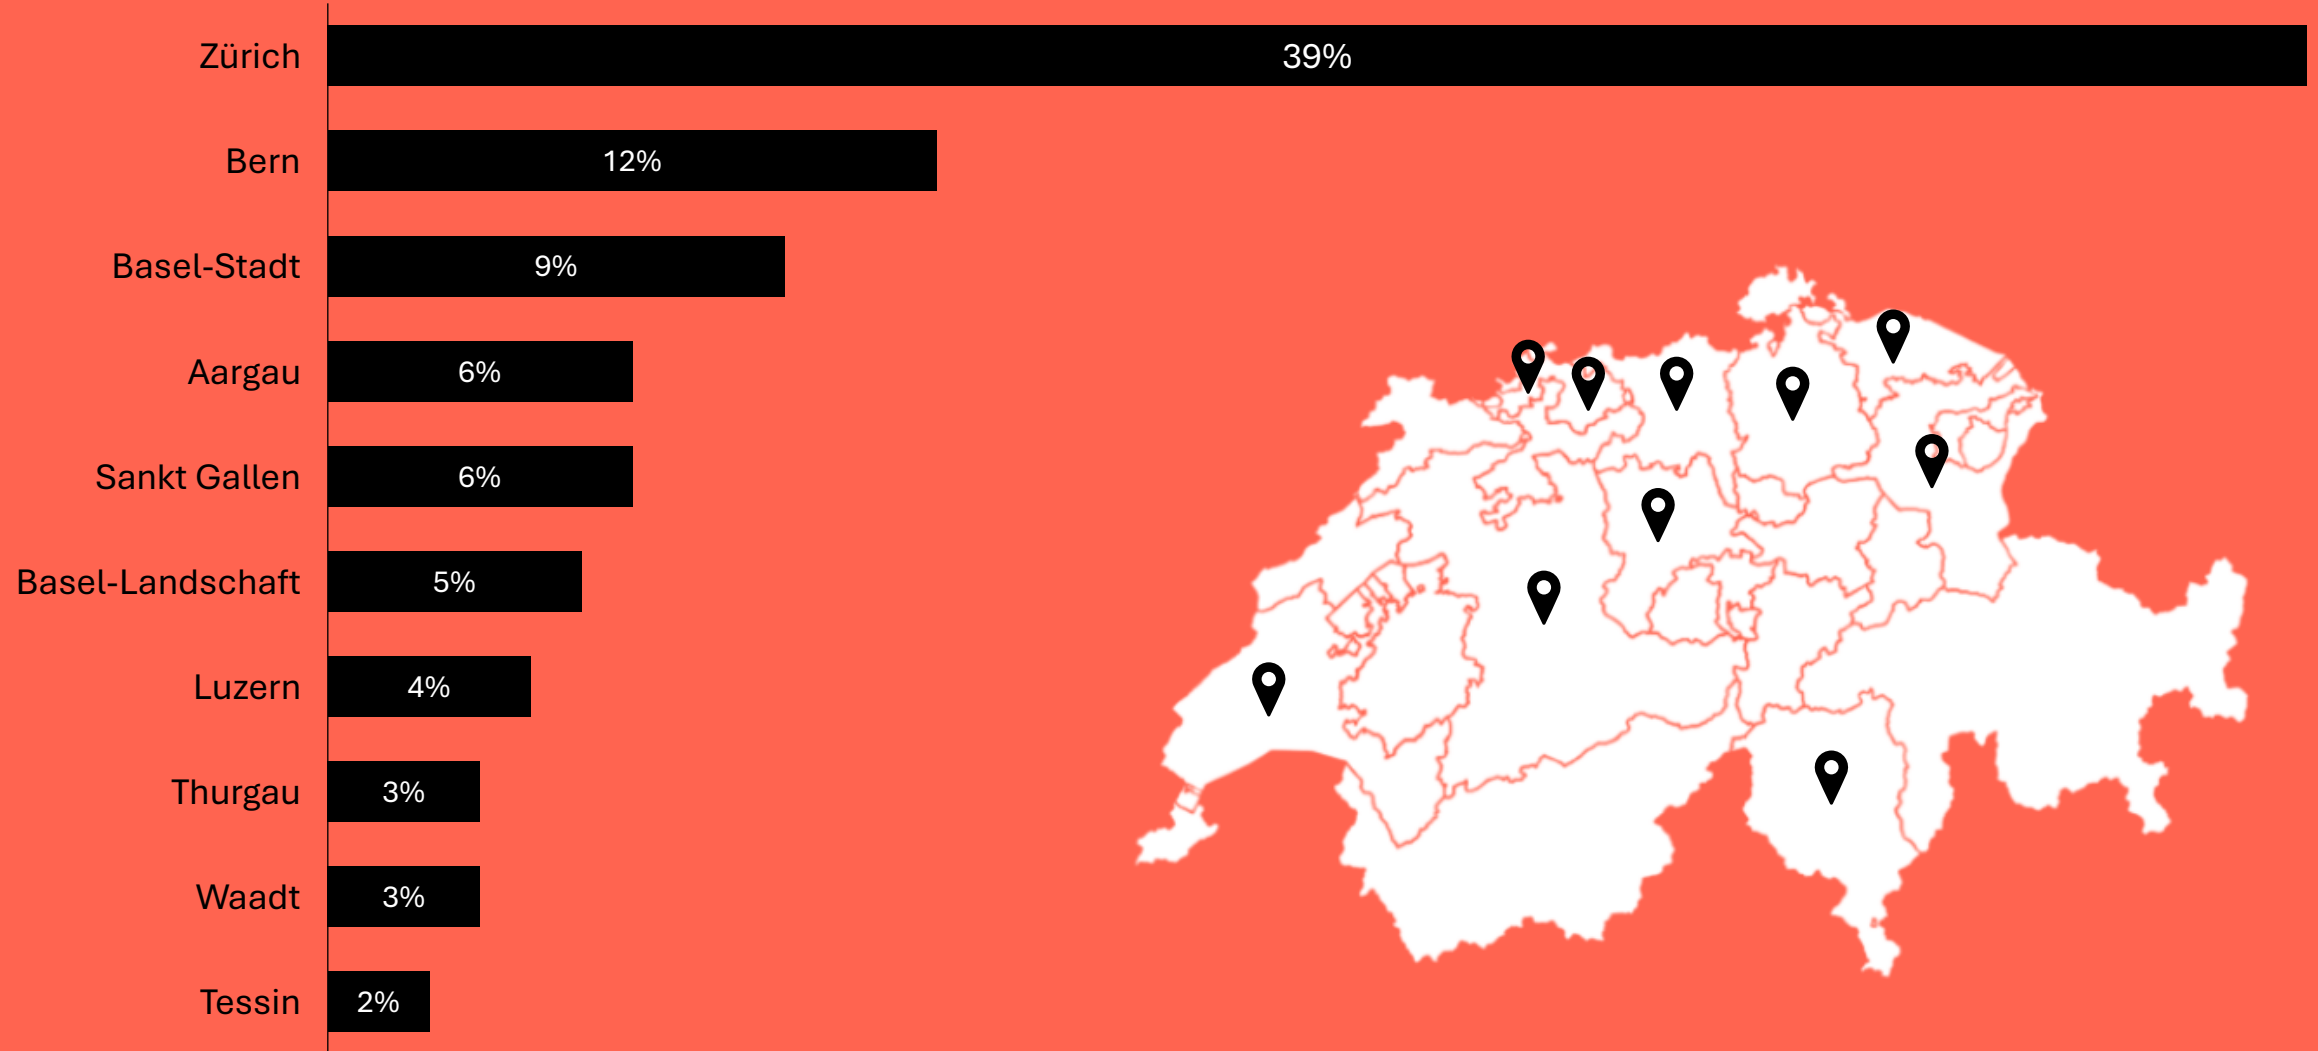 Zürich 39%
Bern 12%
Basel-Stadt 9%
Aargau 6%
Sankt Gallen 6%
Basel-Landschaft 5%
Luzern 4%
Thurgau 3%
Waadt 3%
Tessin 2%